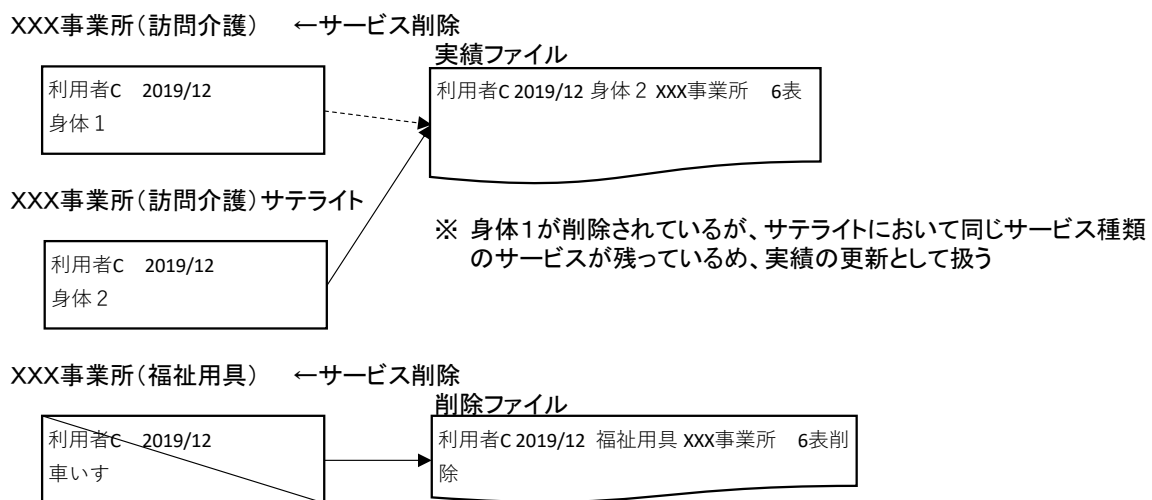 XXX事業所（訪問介護）　←サービス削除
実績ファイル
利用者C　2019/12
身体１
利用者C 2019/12 身体２ XXX事業所　6表
XXX事業所（訪問介護）サテライト
利用者C　2019/12
身体２
※ 身体１が削除されているが、サテライトにおいて同じサービス種類
のサービスが残っているめ、実績の更新として扱う
XXX事業所（福祉用具）　←サービス削除
削除ファイル
利用者C　2019/12
車いす
利用者C 2019/12 福祉用具 XXX事業所　6表削
除